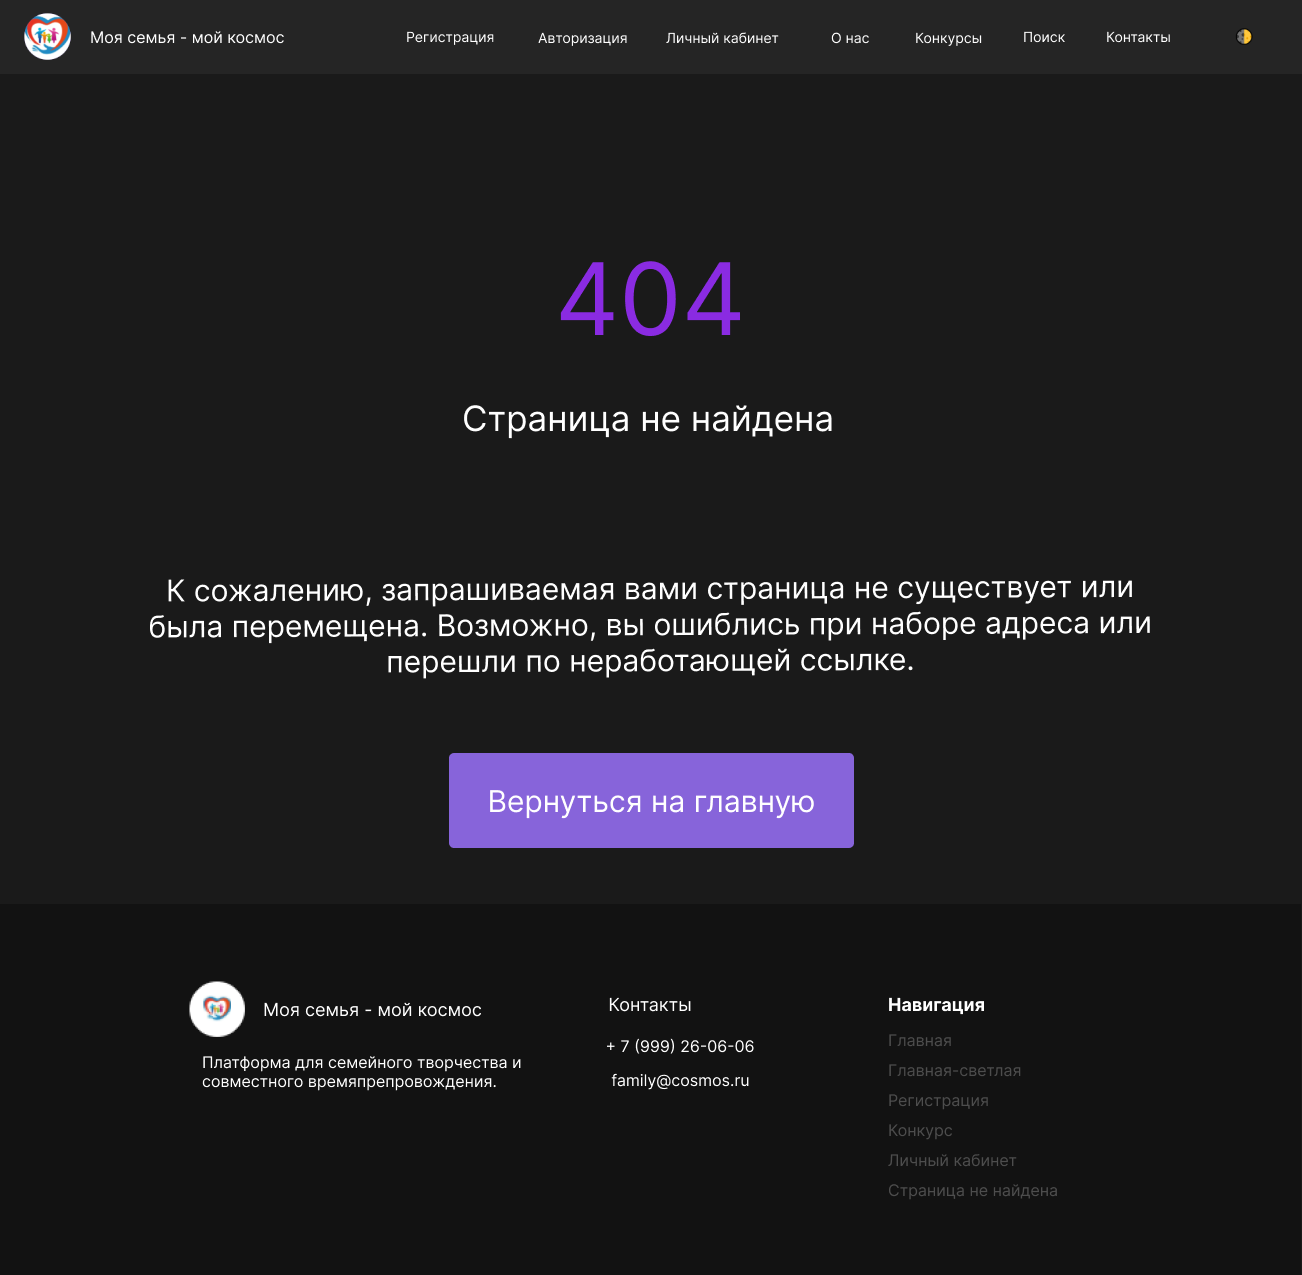 Моя семья - мой космос
Регистрация
Авторизация
Личный кабинет
О нас
Конкурсы
Поиск
Контакты
404
Страница не найдена
К сожалению, запрашиваемая вами страница не существует или
была перемещена. Возможно, вы ошиблись при наборе адреса или
перешли по неработающей ссылке.
Вернуться на главную
Моя семья - мой космос
Платформа для семейного творчества и
совместного времяпрепровождения.
Контакты
+ 7 (999) 26-06-06
family@cosmos.ru
Навигация
Главная
Главная-светлая
Регистрация
Конкурс
Личный кабинет
Страница не найдена